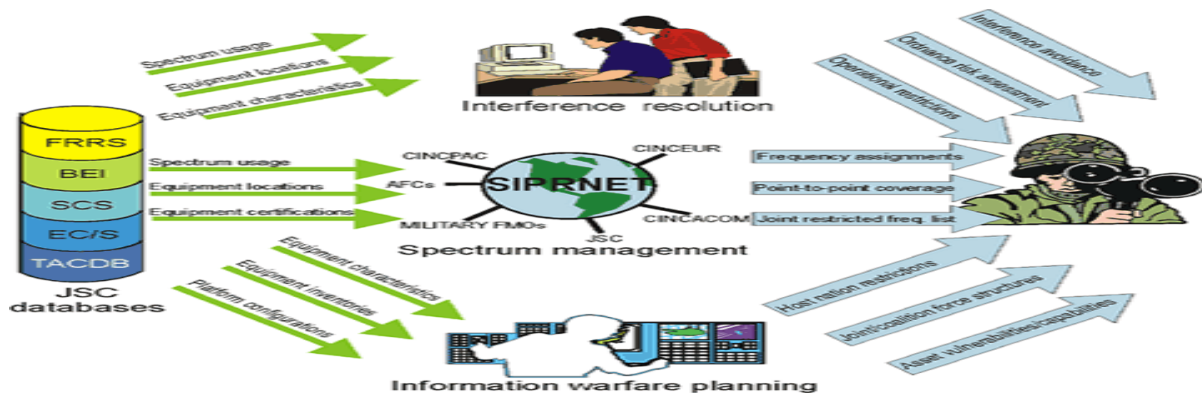 Spectrum usage
Equipment locations
Equipment characteristics
Interference resolution
Operational restrictions
Ordnance risk assessment
Interference avoidance
FRRS
BEI
SCS
EC/S
TACDB
JSC
databases
Spectrum usage
Equipment locations
Equipment certifications
CINCPAC
CINCEUR
AFCs
SIPRNET
MILITARY FMOs
CINCACOM
JSC
Spectrum management
Frequency assignments
Point-to-point coverage
Joint restricted freq. list
Equipment characteristics
Equipment inventories
Platform configurations
Information warfare planning
Host nation restrictions
Joint/coalition force structures
Asset vulnerabilities/capabilities